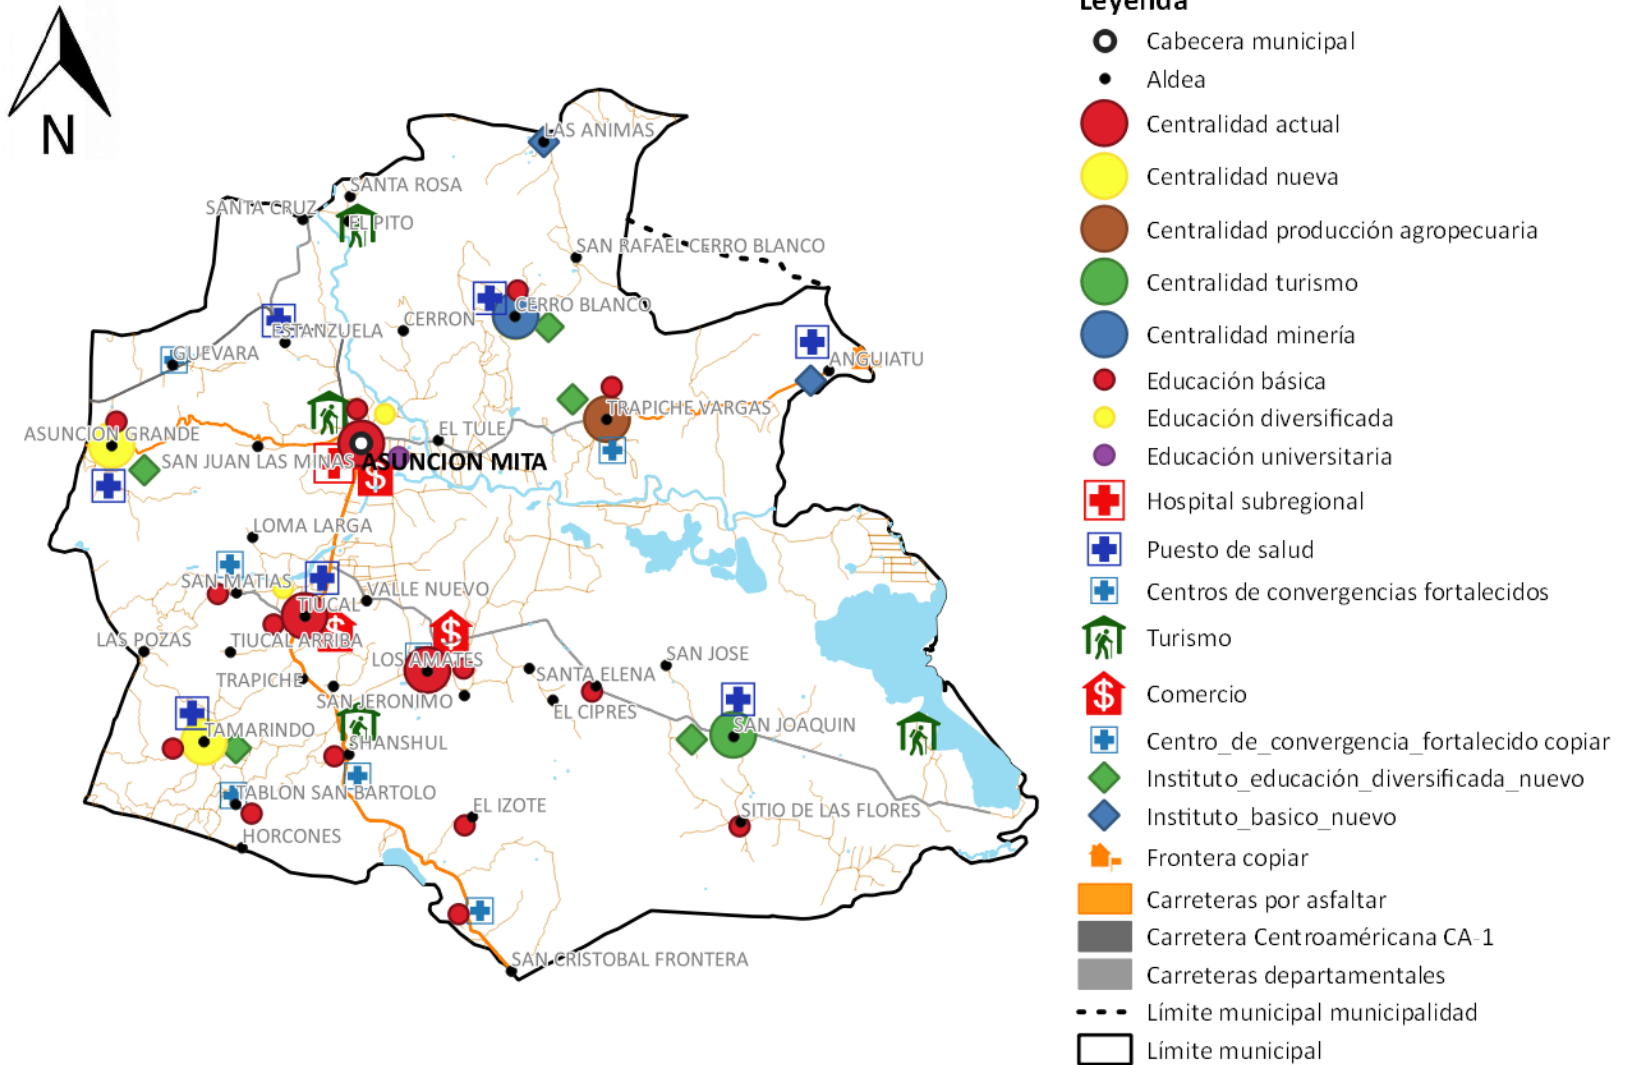 N
LAS ANIMAS
SANTA ROSA
SANTA CRUZ
EL PITO
SAN RAFAEL CERRO BLANCO
CERRO BLANCO
CERRON
ESTANZUELA
GUEVARA
ANGUIATU
TRAPICHE VARGAS
EL TULE
ASUNCION GRANDE
SAN JUAN LAS MINAS
ASUNCION MITA
LOMA LARGA
SAN MATIAS
VALLE NUEVO
TIUCAL
LAS POZAS
TIUCAL ARRIBA
LOS AMATES
SAN JOSE
SANTA ELENA
TRAPICHE
SAN JERONIMO
EL CIPRES
TAMARINDO
SAN JOAQUIN
SHANSHUL
TABLON SAN BARTOLO
EL IZOTE
SITIO DE LAS FLORES
HORCONES
SAN CRISTOBAL FRONTERA
Leyenda
Cabecera municipal
Aldea
Centralidad actual
Centralidad nueva
Centralidad producción agropecuaria
Centralidad turismo
Centralidad minería
Educación básica
Educación diversificada
Educación universitaria
Hospital subregional
Puesto de salud
Centros de convergencias fortalecidos
Turismo
Comercio
Centro_de_convergencia_fortalecido copiar
Instituto_educación_diversificada_nuevo
Instituto_basico_nuevo
Frontera copiar
Carreteras por asfaltar
Carretera Centroaméricana CA-1
Carreteras departamentales
Límite municipal municipalidad
Límite municipal